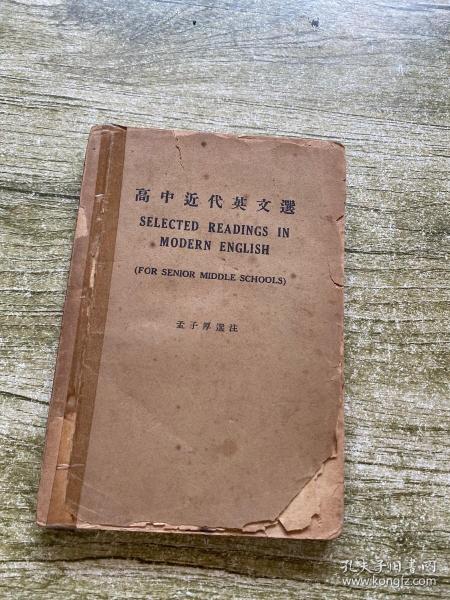 高中近代英文選
SELECTED READINGS IN
MODERN ENGLISH
(FOR SENIOR MIDDLE SCHOOLS)
孟子厚選注
孔夫子旧书网
www.kongfz.com